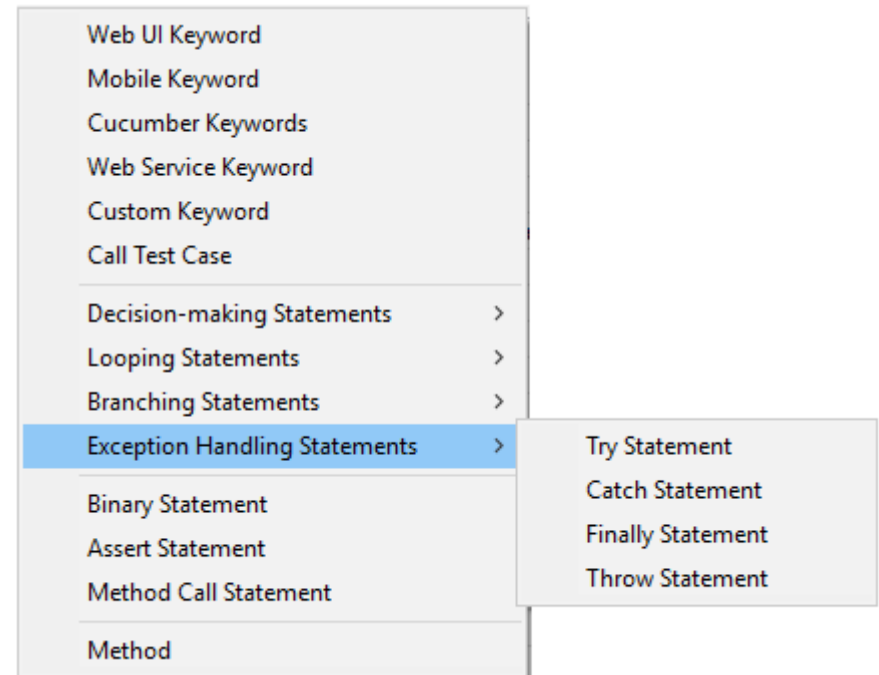 Web UI Keyword
Mobile Keyword
Cucumber Keywords
Web Service Keyword
Custom Keyword
Call Test Case
Decision-making Statements
Looping Statements
Branching Statements
Exception Handling Statements
Try Statement
Catch Statement
Finally Statement
Throw Statement
Binary Statement
Assert Statement
Method Call Statement
Method